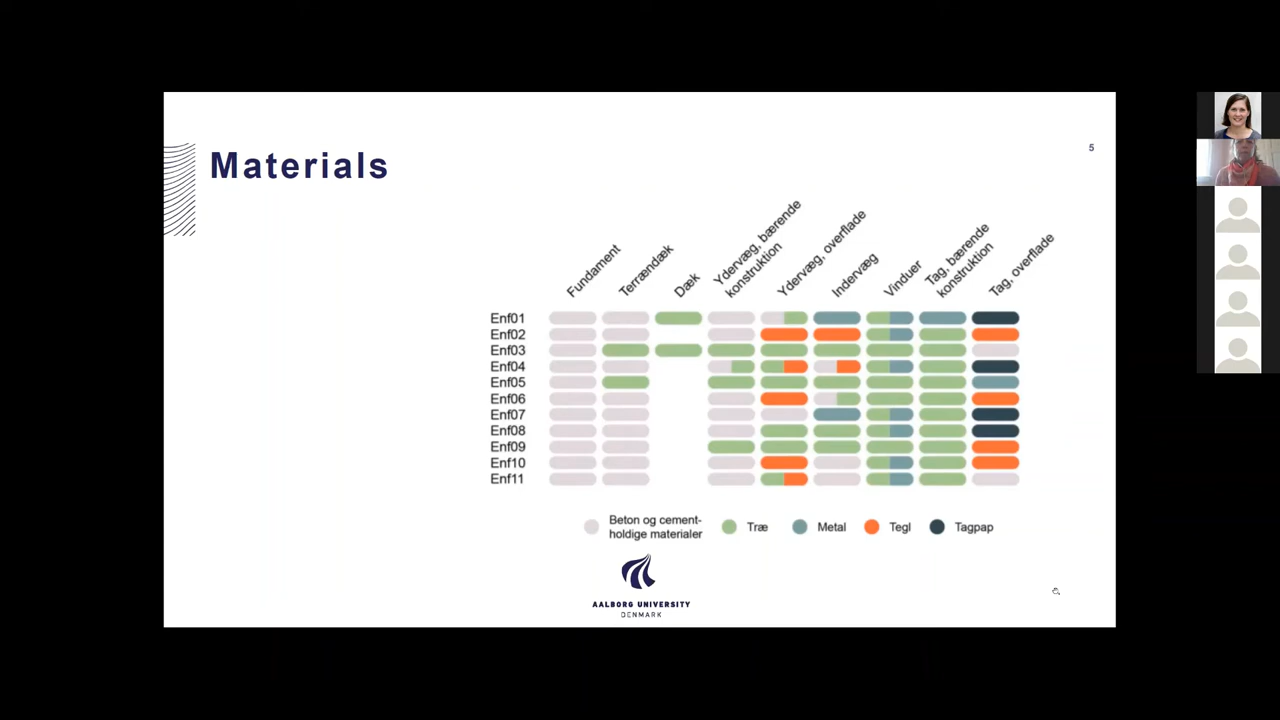 5
Materials
Fundament
Terrændæk
Dæk
Ydervæg, bærende
konstruktion
Ydervæg, overflade
Indervæg
Vinduer
Tag, bærende
konstruktion
Tag, overflade
Enf01
Enf02
Enf03
Enf04
Enf05
Enf06
Enf07
Enf08
Enf09
Enf10
Enf11
Beton og cement-
holdige materialer
Træ
Metal
Tegl
Tagpap
AALBORG UNIVERSITY
DENMARK